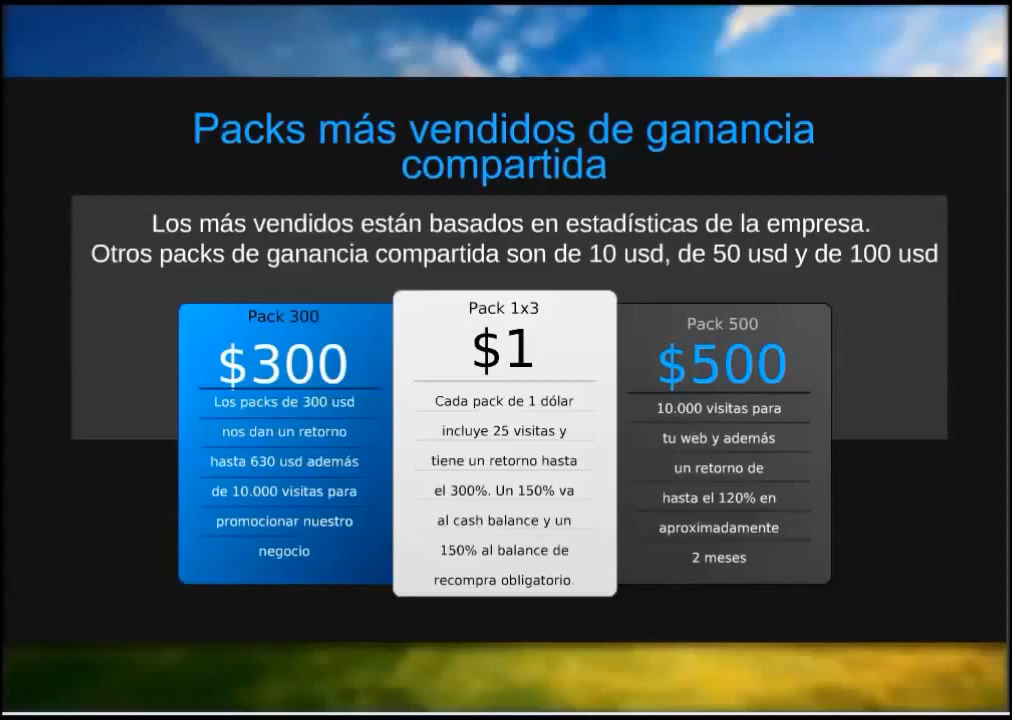 Packs más vendidos de ganancia
compartida
Los más vendidos están basados en estadísticas de la empresa.
Otros packs de ganancia compartida son de 10 usd, de 50 usd y de 100 usd
Pack 300
$300
Los packs de 300 usd
nos dan un retorno
hasta 630 usd además
de 10.000 visitas para
promocionar nuestro
negocio
Pack 1x3
$1
Cada pack de 1 dólar
incluye 25 visitas y
tiene un retorno hasta
el 300%. Un 150% va
al cash balance y un
150% al balance de
recompra obligatorio.
Pack 500
$500
10.000 visitas para
tu web y además
un retorno de
hasta el 120% en
aproximadamente
2 meses